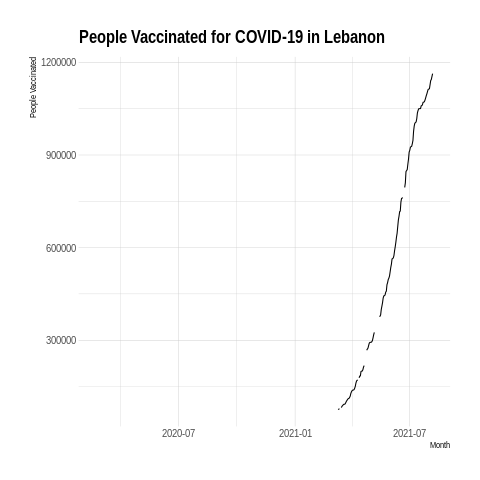 People Vaccinated for COVID-19 in Lebanon
People Vaccinated
1200000
900000
600000
300000
2020-07
2021-01
2021-07
Month